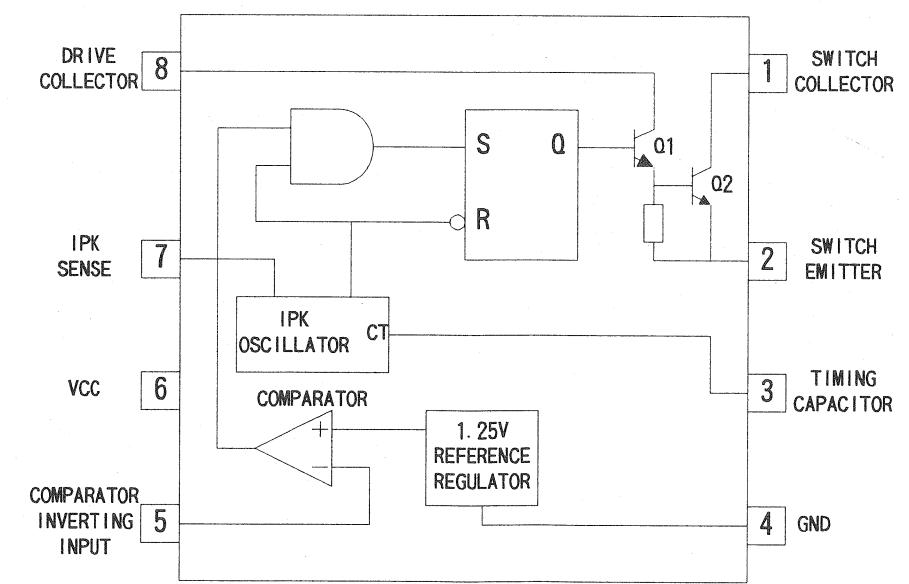 DRIVE
COLLECTOR
8
1
SWITCH
COLLECTOR
S
Q
Q1
Q2
R
IPK
SENSE
7
2
SWITCH
EMITTER
IPK
OSCILLATOR
CT
VCC
6
3
TIMING
CAPACITOR
COMPARATOR
+
−
1.25V
REFERENCE
REGULATOR
COMPARATOR
INVERTING
INPUT
5
4
GND